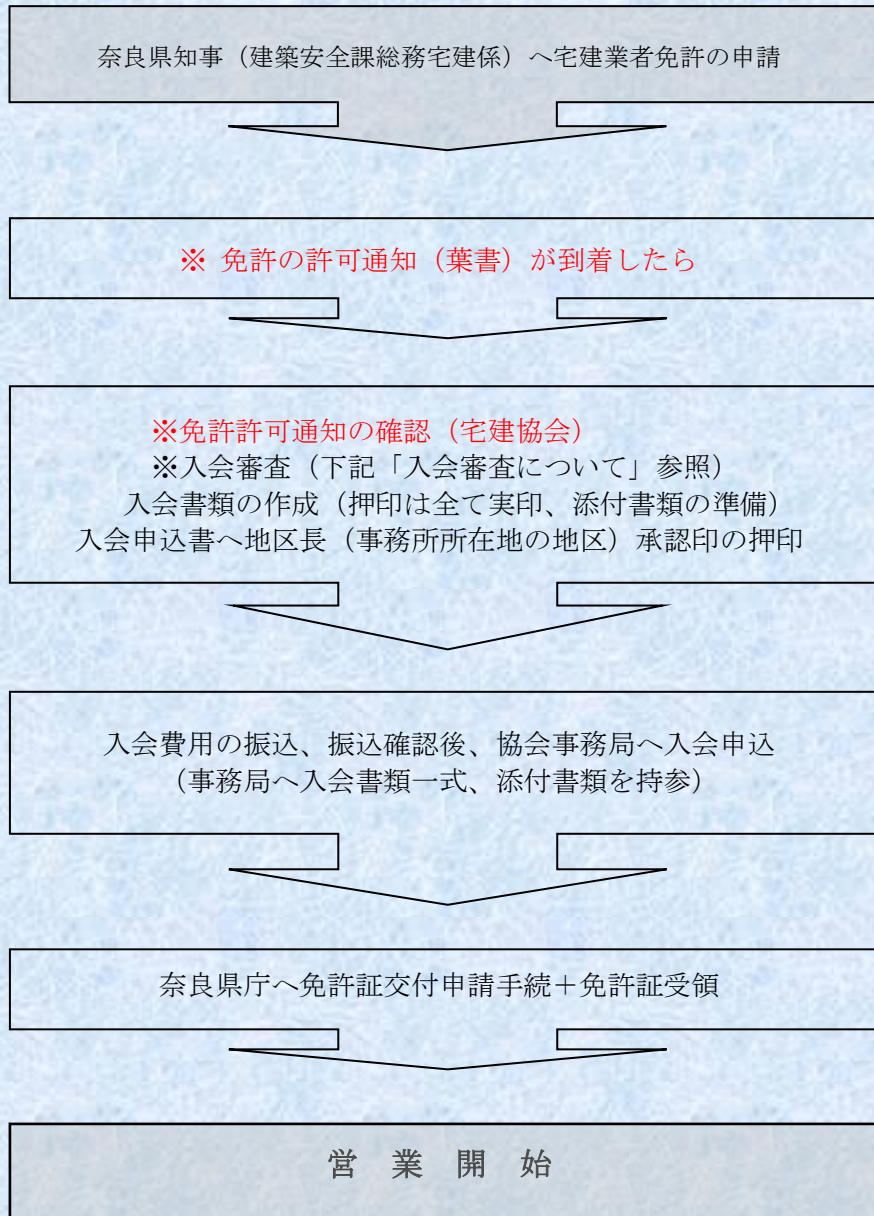 奈良県知事（建築安全課総務宅建係）へ宅建業者免許の申請
※ 免許の許可通知（葉書）が到着したら
※免許許可通知の確認（宅建協会）
※入会審査（下記「入会審査について」参照）
入会書類の作成（押印は全て実印、添付書類の準備）
入会申込書へ地区長（事務所所在地の地区）承認印の押印
入会費用の振込、振込確認後、協会事務局へ入会申込
（事務局へ入会書類一式、添付書類を持参）
奈良県庁へ免許証交付申請手続＋免許証受領
営 業 開 始